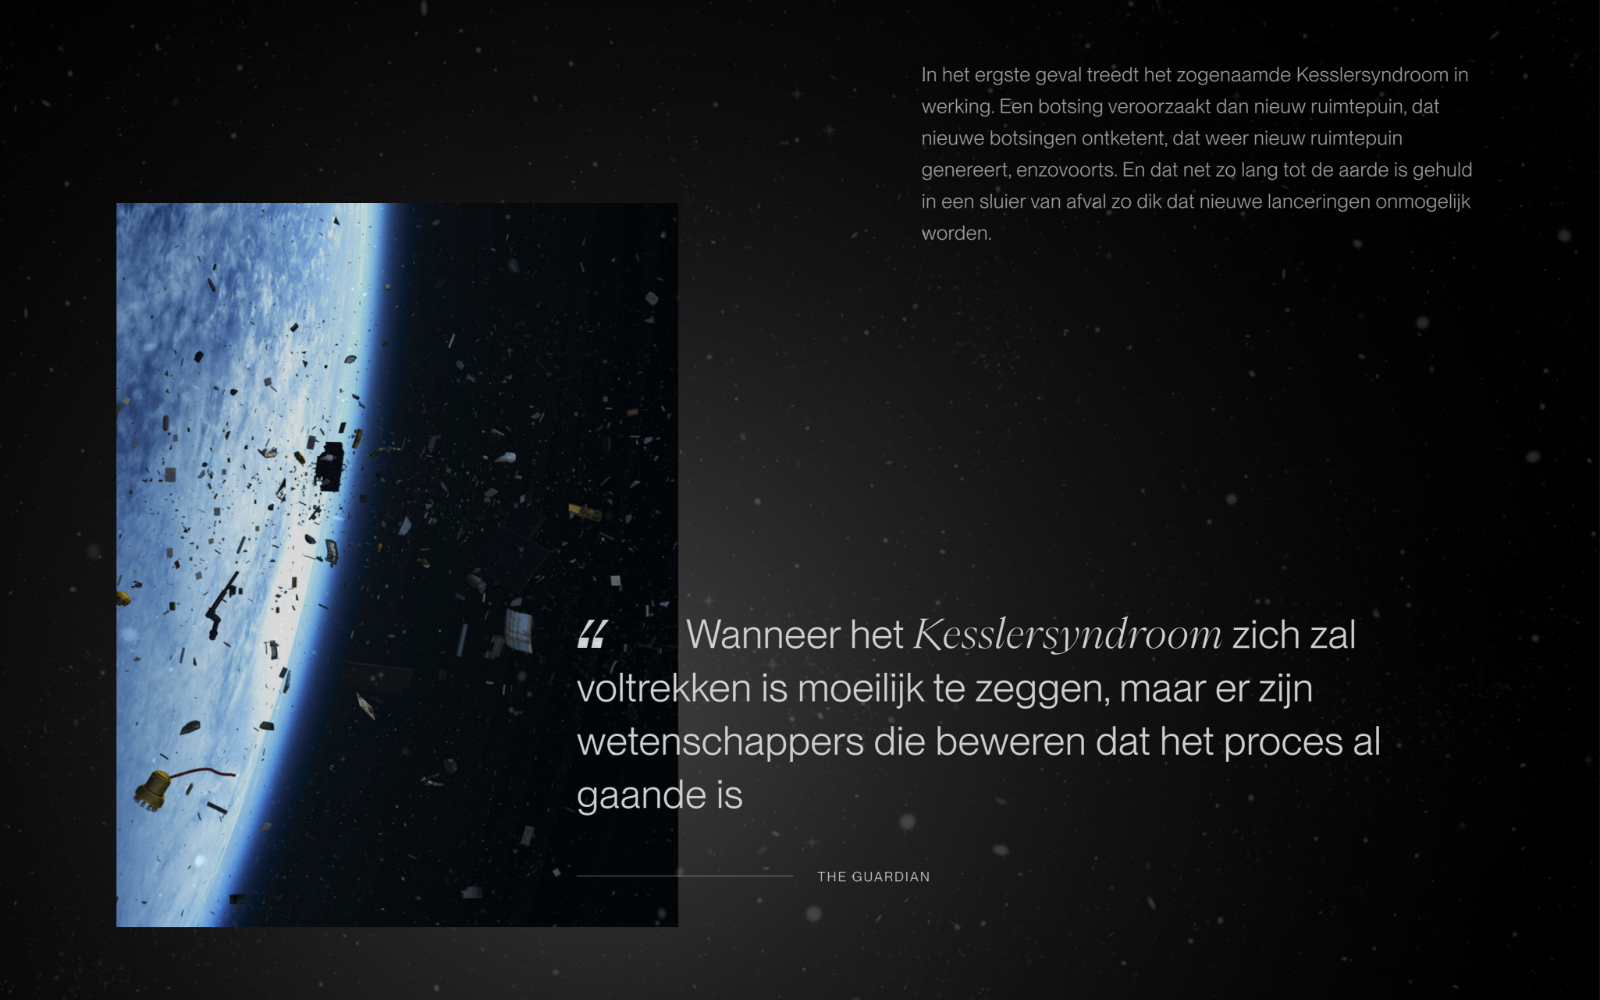 In het ergste geval treedt het zogenaamde Kesslersyndroom in
werking. Een botsing veroorzaakt dan nieuw ruimtepuin, dat
nieuwe botsingen ontketent, dat weer nieuw ruimtepuin
genereert, enzovoorts. En dat net zo lang tot de aarde is gehuld
in een sluier van afval zo dik dat nieuwe lanceringen onmogelijk
worden.
“ Wanneer het Kesslersyndroom zich zal
voltrekken is moeilijk te zeggen, maar er zijn
wetenschappers die beweren dat het proces al
gaande is
THE GUARDIAN